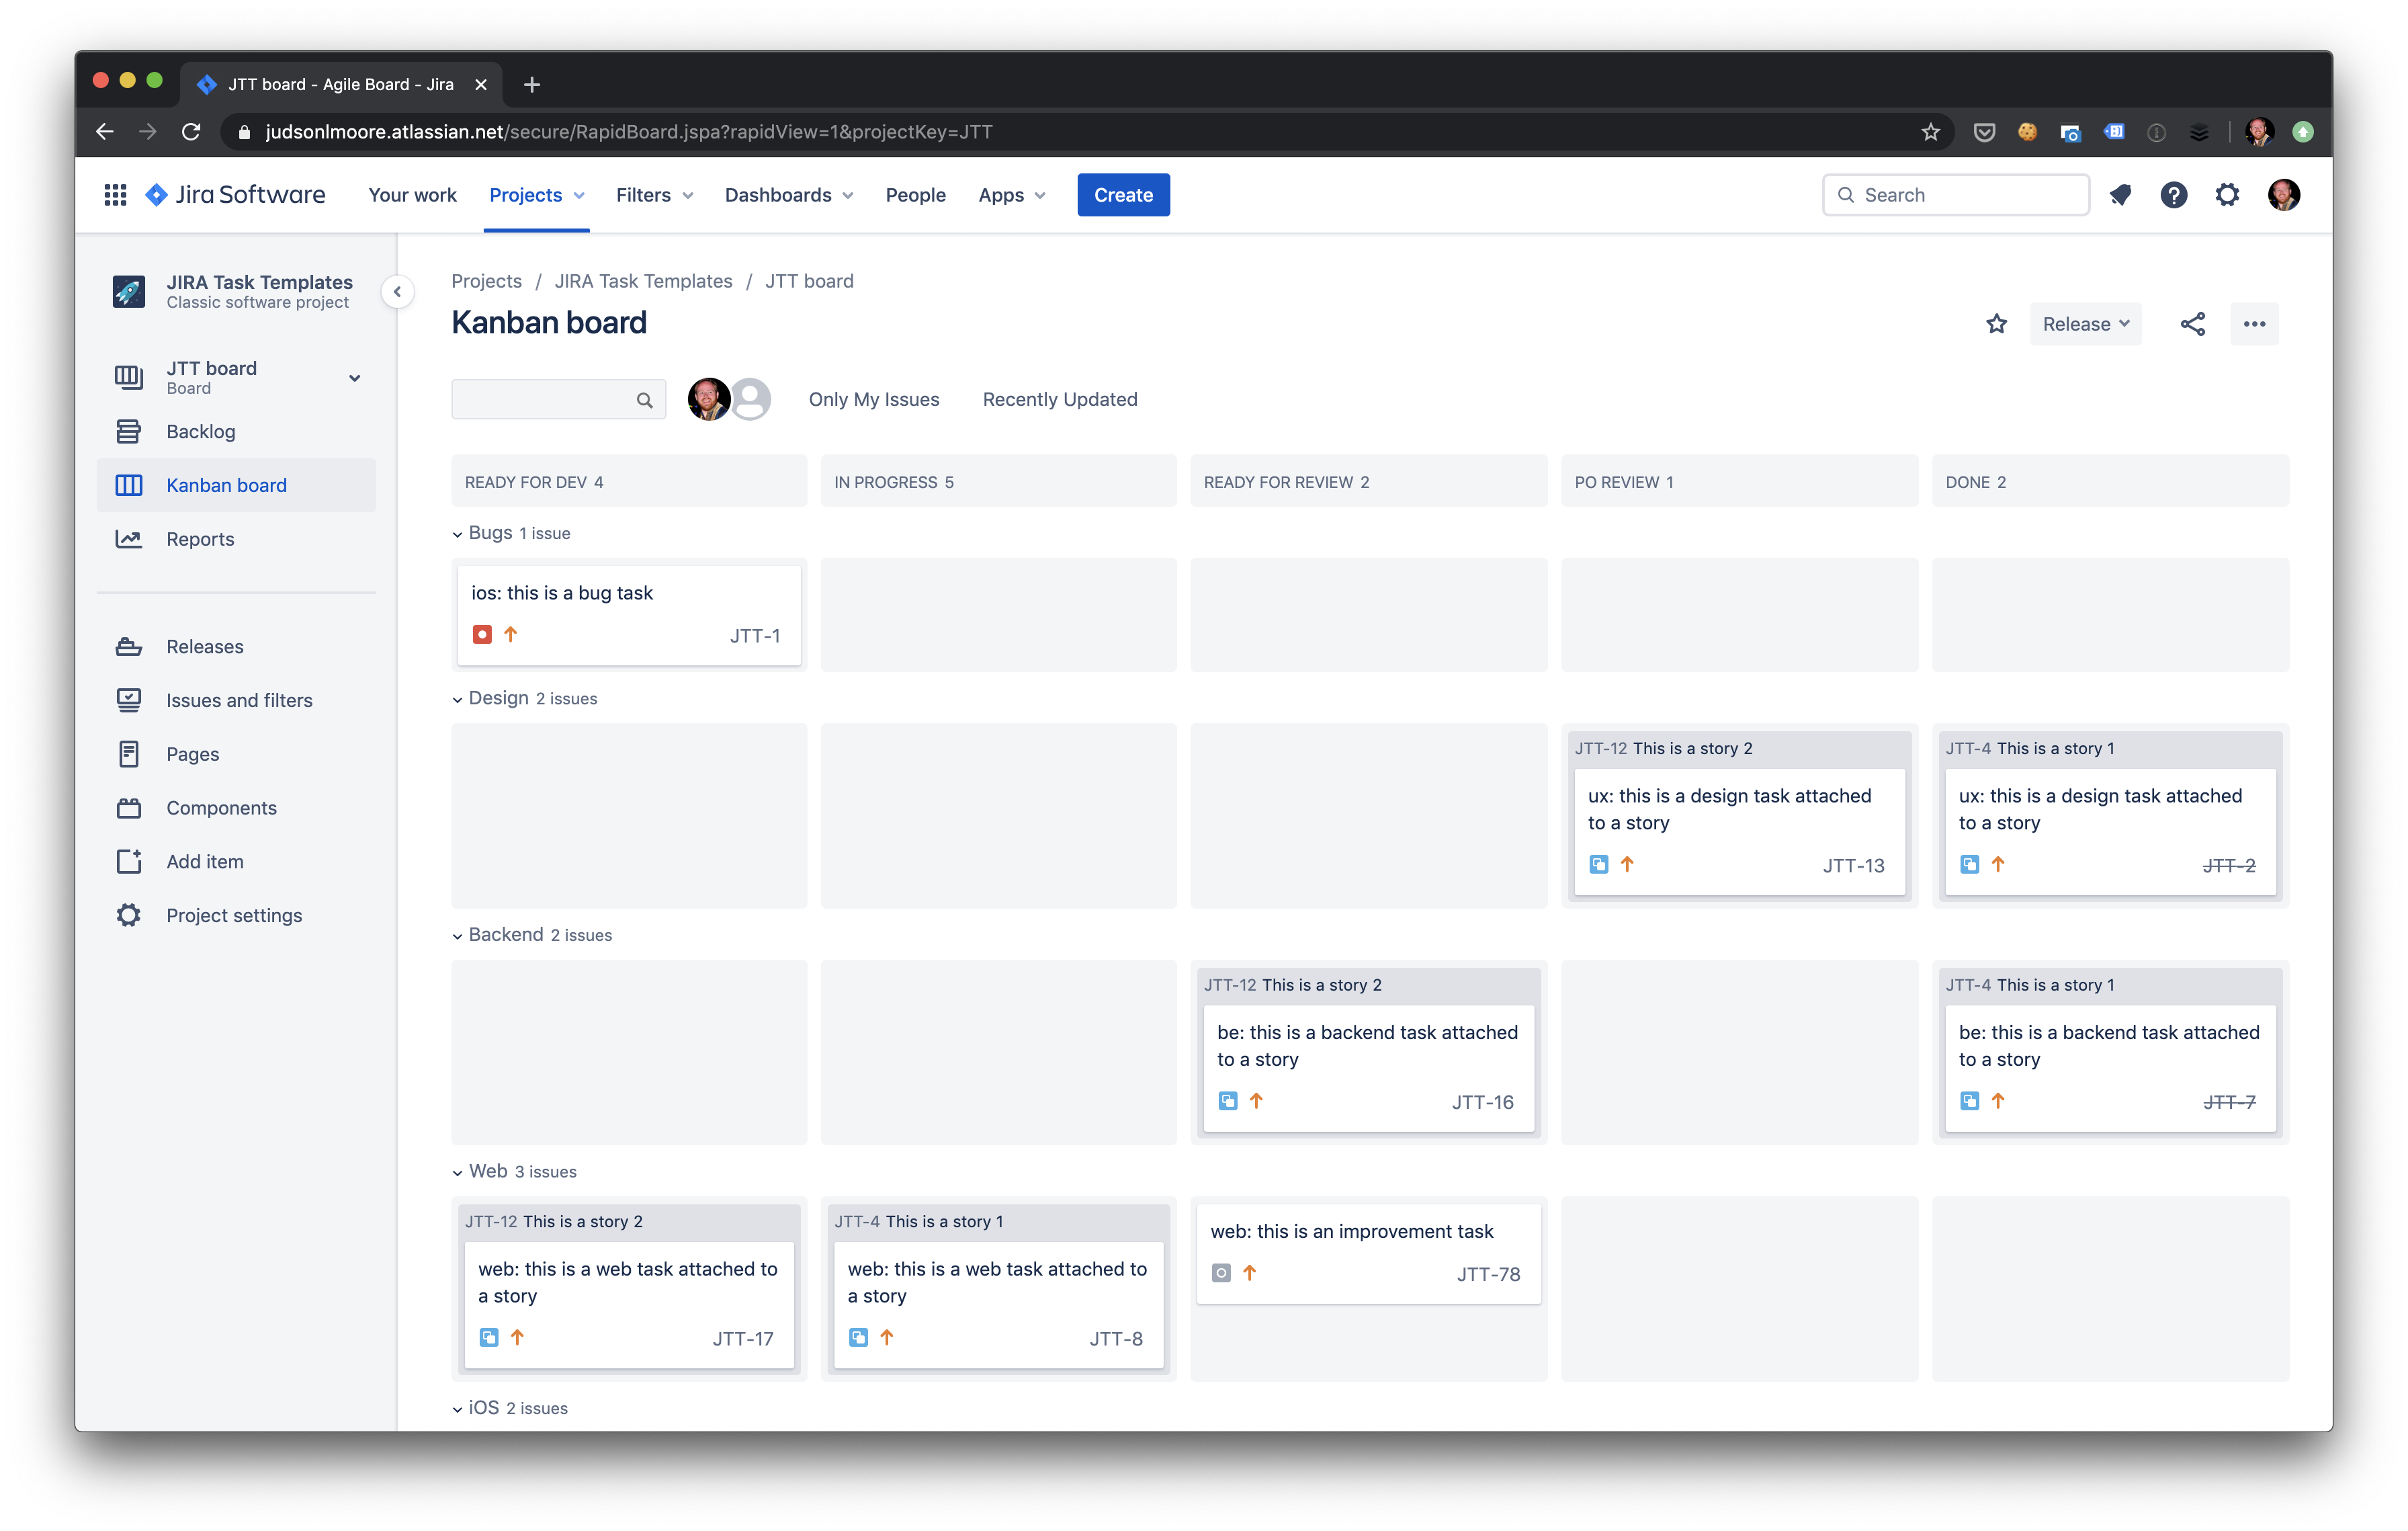 JTT board - Agile Board - Jira
judsonlmoore.atlassian.net/secure/RapidBoard.jspa?rapidView=1&projectKey=JTT
Jira Software Your work Projects Filters Dashboards People Apps Create Search
JIRA Task Templates
Classic software project
JTT board
Board
Backlog
Kanban board
Reports
Releases
Issues and filters
Pages
Components
Add item
Project settings
Projects / JIRA Task Templates / JTT board
Kanban board
Release
Only My Issues Recently Updated
READY FOR DEV 4 IN PROGRESS 5 READY FOR REVIEW 2 PO REVIEW 1 DONE 2
Bugs 1 issue
ios: this is a bug task
JTT-1
Design 2 issues
JTT-12 This is a story 2
ux: this is a design task attached
to a story
JTT-13
JTT-4 This is a story 1
ux: this is a design task attached
to a story
JTT-2
Backend 2 issues
JTT-12 This is a story 2
be: this is a backend task attached
to a story
JTT-16
JTT-4 This is a story 1
be: this is a backend task attached
to a story
JTT-7
Web 3 issues
JTT-12 This is a story 2
web: this is a web task attached to
a story
JTT-17
JTT-4 This is a story 1
web: this is a web task attached to
a story
JTT-8
web: this is an improvement task
JTT-78
iOS 2 issues